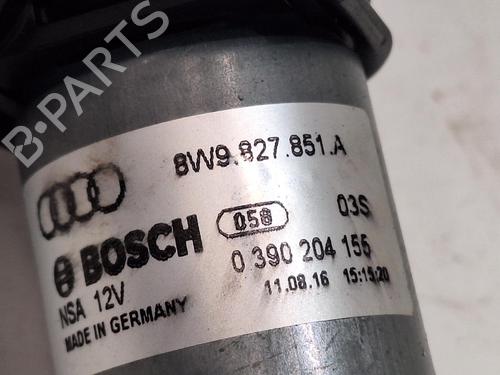 B-PARTS
8W9.827.851.A
058 03S
BOSCH
0 390 204 155
NSA 12V
11.08.16 15:15:20
MADE IN GERMANY